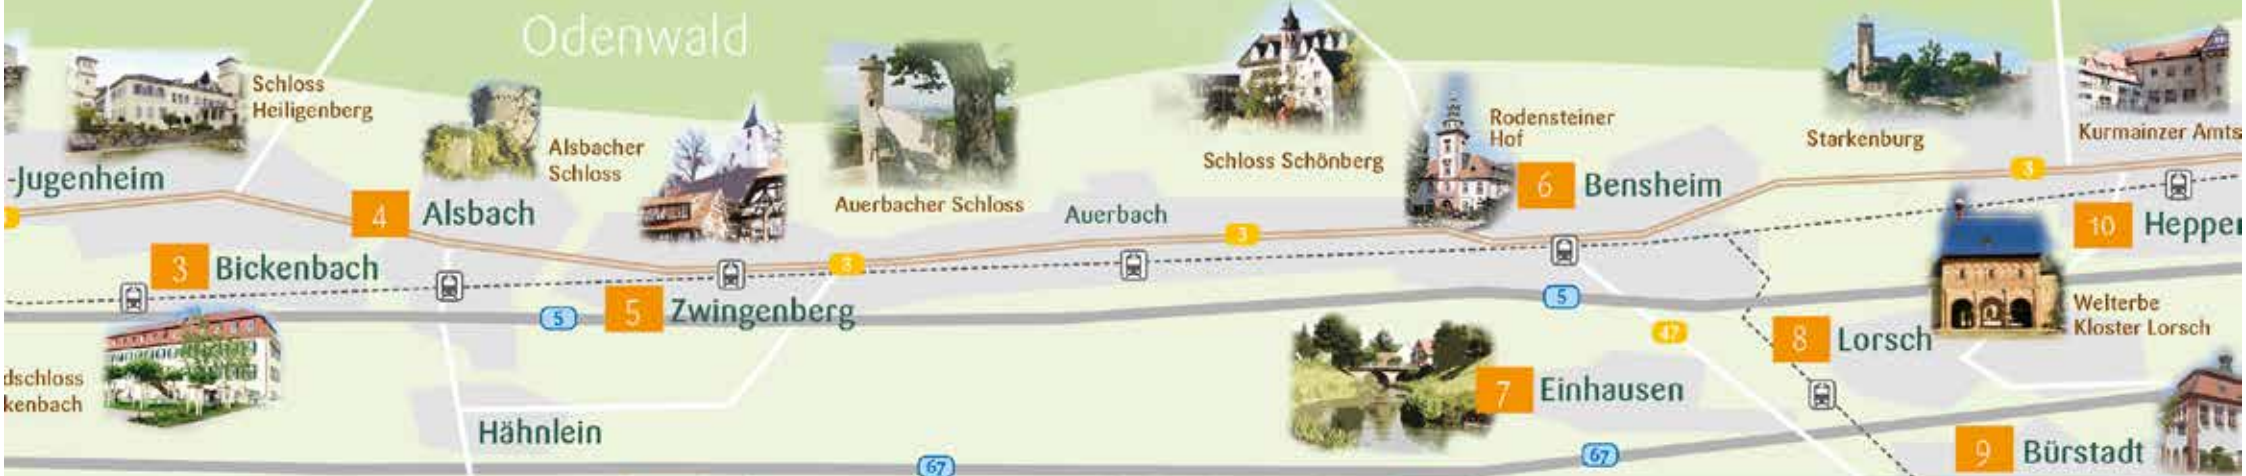 Odenwald
Schloss
Heiligenberg
Alsbacher
Schloss
Auerbacher Schloss
Schloss Schönberg
Rodensteiner
Hof
Starkenburg
Kurmainzer Amts
-Jugenheim
4 Alsbach
Auerbach
6 Bensheim
3
3
3
3 Bickenbach
5 Zwingenberg
5
5
10 Heppe
Welterbe
Kloster Lorsch
47
8 Lorsch
dschloss
kenbach
7 Einhausen
Hähnlein
67
67
9 Bürstadt